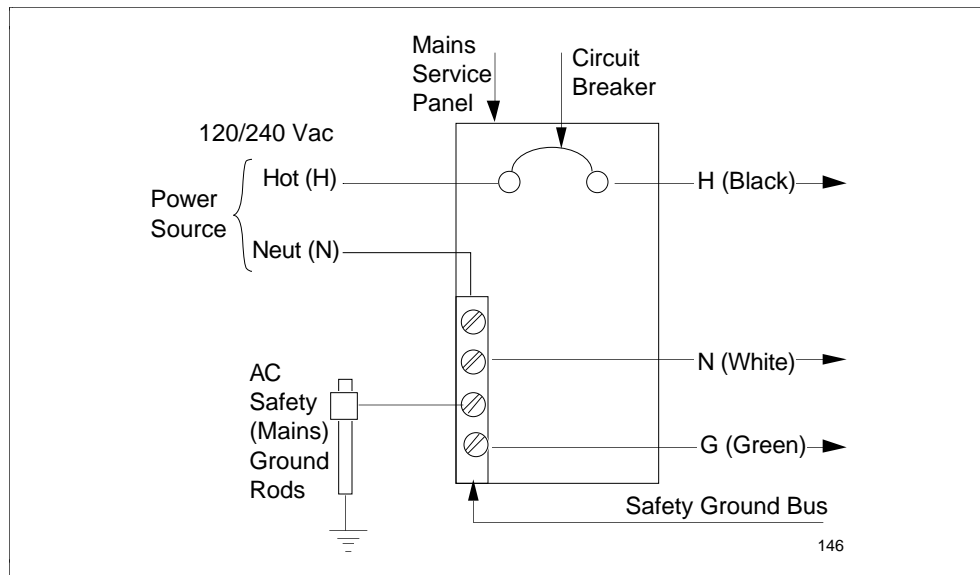 Mains
Service
Panel
Circuit
Breaker
120/240 Vac
Hot (H)
H (Black)
Power
Source
Neut (N)
N (White)
AC
Safety
(Mains)
Ground
Rods
G (Green)
Safety Ground Bus
146